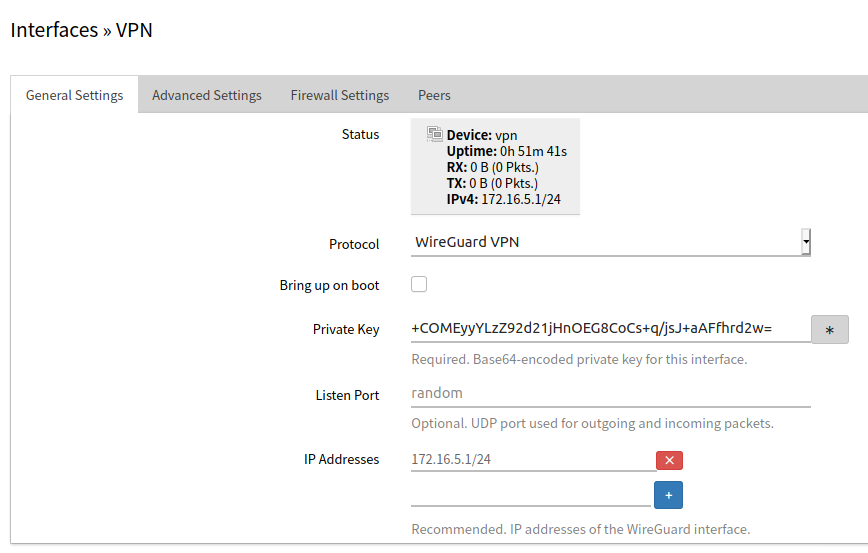 Interfaces » VPN
General Settings Advanced Settings Firewall Settings Peers
Status
Device: vpn
Uptime: 0h 51m 41s
RX: 0 B (0 Pkts.)
TX: 0 B (0 Pkts.)
IPv4: 172.16.5.1/24
Protocol WireGuard VPN
Bring up on boot
Private Key +COMEyyYLzZ92d21jHnOEG8CoCs+q/jsJ+aAFfhrd2w= *
Required. Base64-encoded private key for this interface.
Listen Port random
Optional. UDP port used for outgoing and incoming packets.
IP Addresses 172.16.5.1/24 ×
+
Recommended. IP addresses of the WireGuard interface.